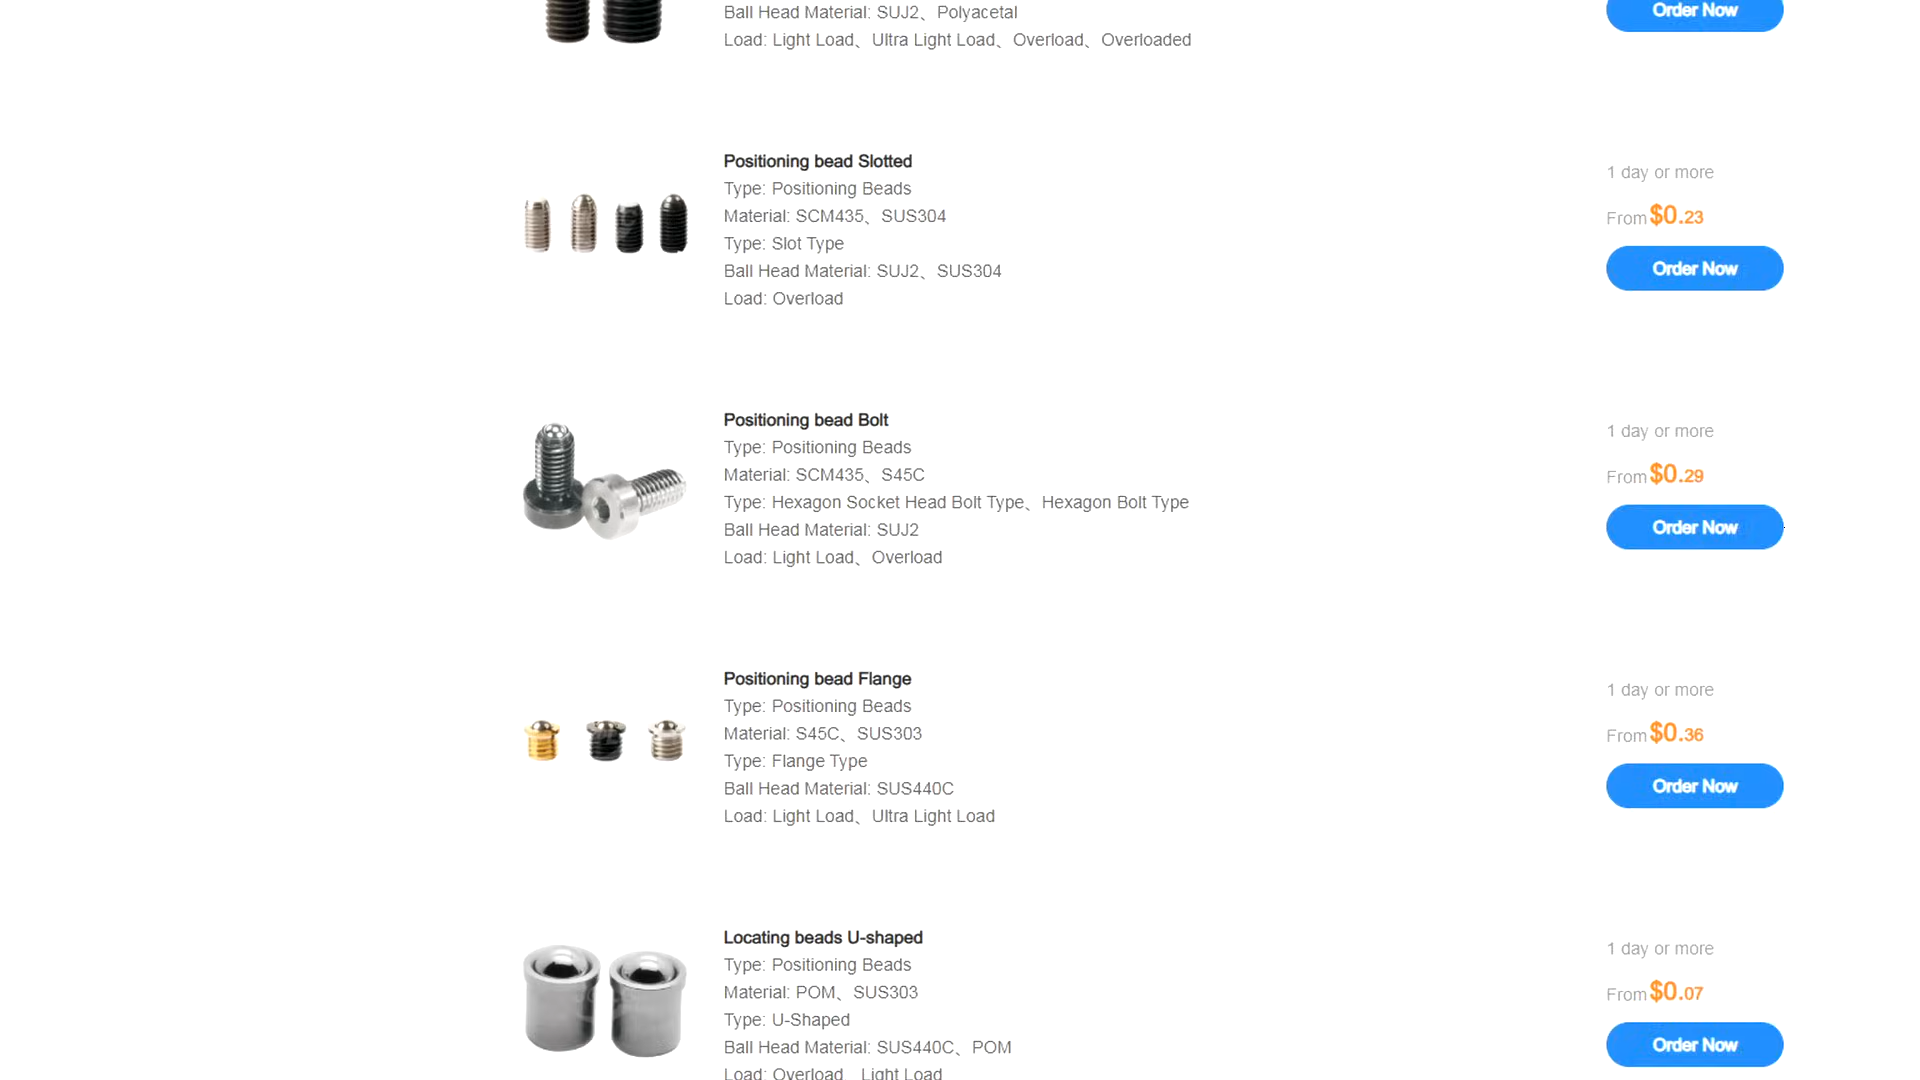 Ball Head Material: SUJ2、Polyacetal
Load: Light Load、Ultra Light Load、Overload、Overloaded
Order Now
Positioning bead Slotted
Type: Positioning Beads
Material: SCM435、SUS304
Type: Slot Type
Ball Head Material: SUJ2、SUS304
Load: Overload
1 day or more
From $0.23
Order Now
Positioning bead Bolt
Type: Positioning Beads
Material: SCM435、S45C
Type: Hexagon Socket Head Bolt Type、Hexagon Bolt Type
Ball Head Material: SUJ2
Load: Light Load、Overload
1 day or more
From $0.29
Order Now
Positioning bead Flange
Type: Positioning Beads
Material: S45C、SUS303
Type: Flange Type
Ball Head Material: SUS440C
Load: Light Load、Ultra Light Load
1 day or more
From $0.36
Order Now
Locating beads U-shaped
Type: Positioning Beads
Material: POM、SUS303
Type: U-Shaped
Ball Head Material: SUS440C、POM
Load: Overload、Light Load
1 day or more
From $0.07
Order Now